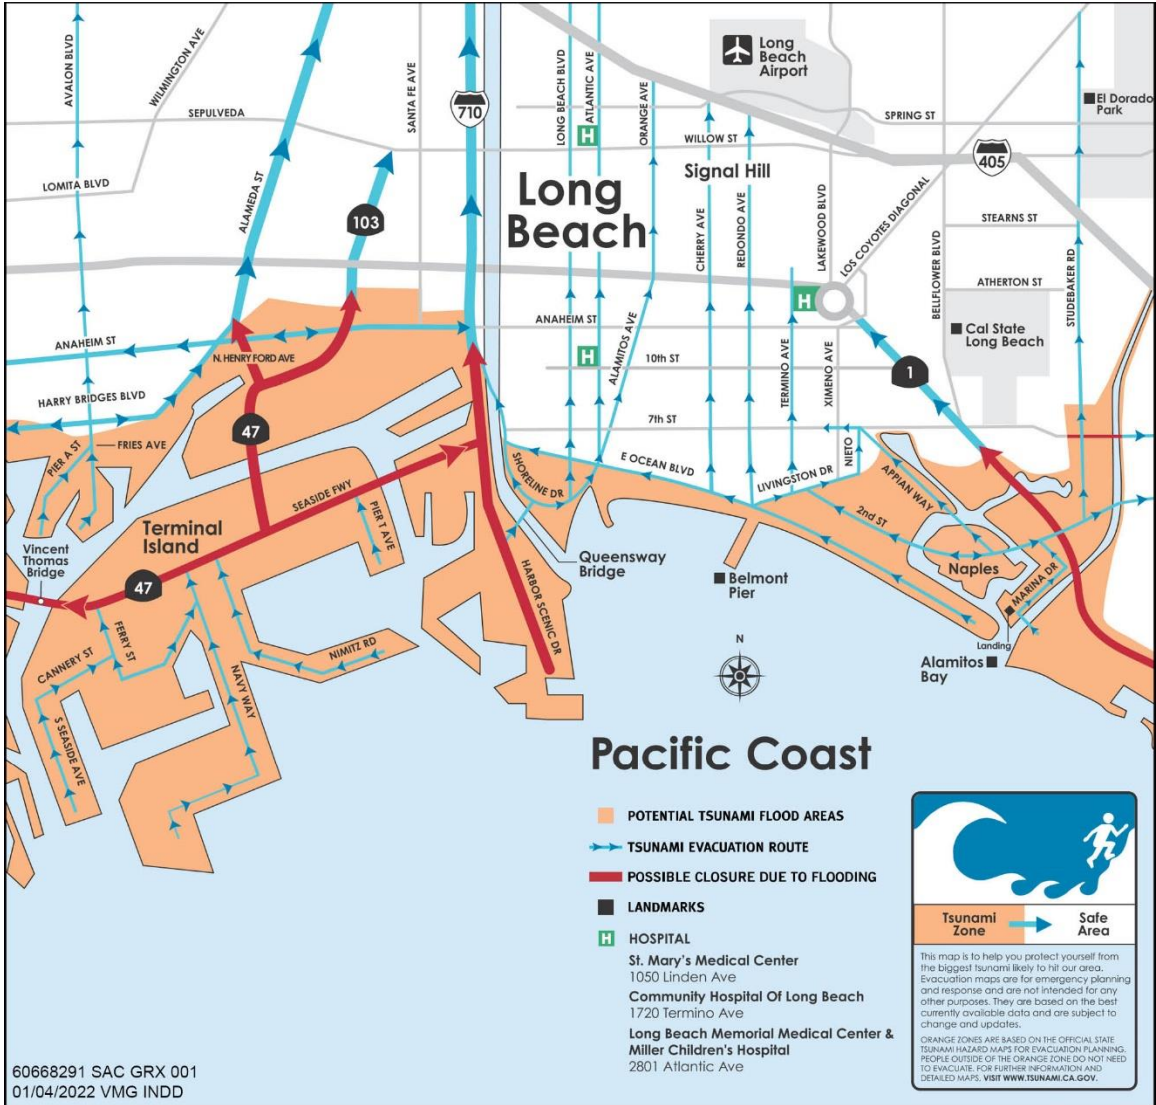 AVALON BLVD
WILMINGTON AVE
SEPULVEDA
LOMITA BLVD
ALAMEDA ST
SANTA FE AVE
103
710
LONG BEACH BLVD
ATLANTIC AVE
H
ORANGE AVE
Long
Beach
Airport
SPRING ST
WILLOW ST
El Dorado
Park
405
Signal Hill
Long
Beach
CHERRY AVE
REDONDO AVE
LAKEWOOD BLVD
LOS COYOTES DIAGONAL
BELLFLOWER BLVD
STEARNS ST
ATHERTON ST
STUDEBAKER RD
H
ANAHEIM ST
N. HENRY FORD AVE
HARRY BRIDGES BLVD
ANAHEIM ST
H
10th ST
ALAMITOS AVE
TERMINO AVE
XIMENO AVE
Cal State
Long Beach
1
7th ST
47
PIER A ST
FRIES AVE
SEASIDE FWY
PIER T AVE
SHORELINE DR
E OCEAN BLVD
LIVINGSTON DR
NIETO
APPIAN WAY
2nd ST
Terminal
Island
Vincent
Thomas
Bridge
47
Queensway
Bridge
HARBOR SCENIC DR
Belmont
Pier
Naples
MARINA DR
Landing
Alamitos
Bay
FERRY ST
CANNERY ST
S SEASIDE AVE
NAVY WAY
NIMITZ RD
N
Pacific Coast
POTENTIAL TSUNAMI FLOOD AREAS
TSUNAMI EVACUATION ROUTE
POSSIBLE CLOSURE DUE TO FLOODING
LANDMARKS
H HOSPITAL
St. Mary's Medical Center
1050 Linden Ave
Community Hospital Of Long Beach
1720 Termino Ave
Long Beach Memorial Medical Center &
Miller Children's Hospital
2801 Atlantic Ave
Tsunami
Zone
Safe
Area
This map is to help you protect yourself from
the biggest tsunami likely to hit our area.
Evacuation maps are for emergency planning
and response and are not intended for any
other purposes. They are based on the best
currently available data and are subject to
change and updates.
ORANGE ZONES ARE BASED ON THE OFFICIAL STATE
TSUNAMI HAZARD MAPS FOR EVACUATION PLANNING.
PEOPLE OUTSIDE OF THE ORANGE ZONE DO NOT NEED
TO EVACUATE. FOR FURTHER INFORMATION AND
DETAILED MAPS, VISIT WWW.TSUNAMI.CA.GOV.
60668291 SAC GRX 001
01/04/2022 VMG INDD